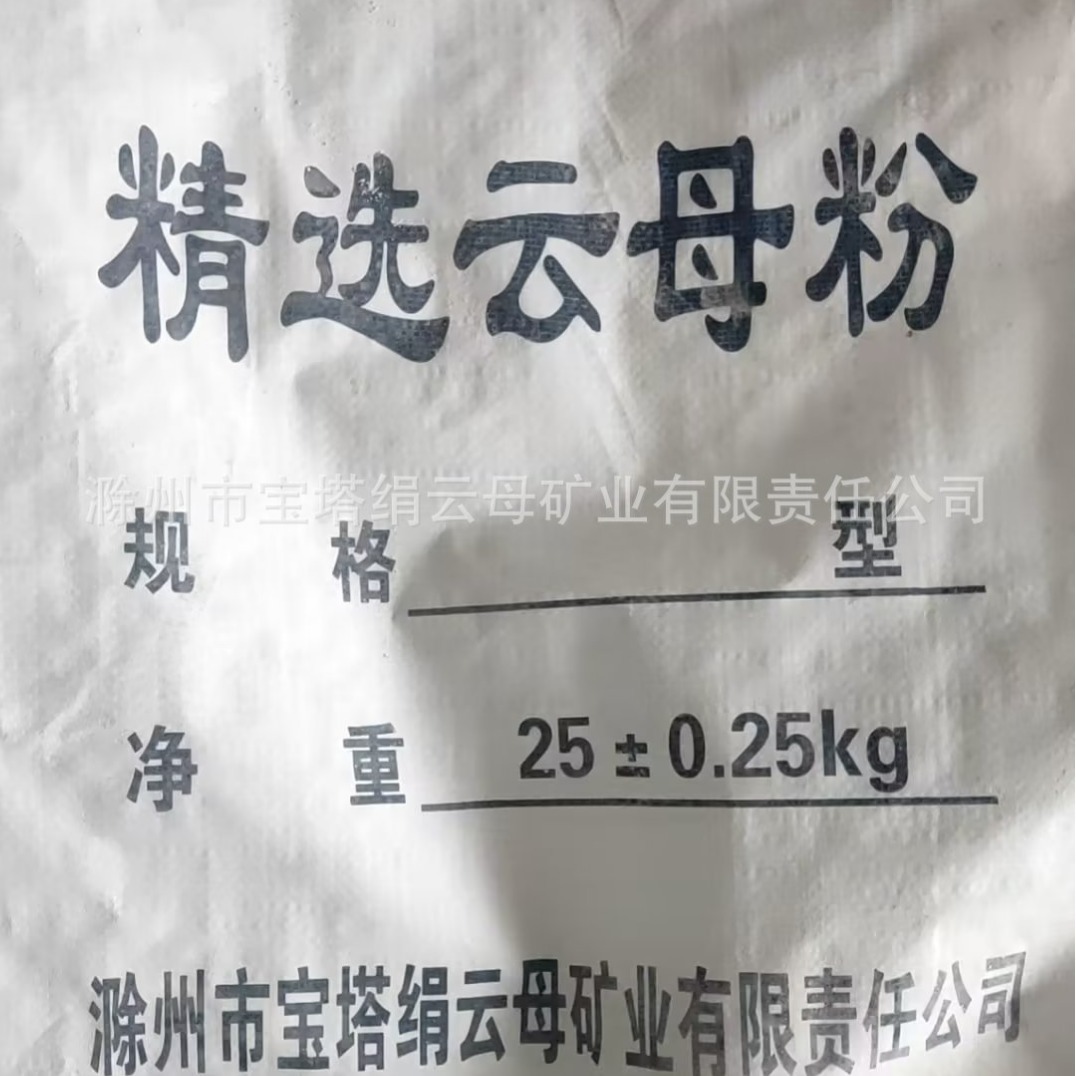 精选云母粉
滁州市宝塔绢云母矿业有限责任公司
规 格 型
净 重 25±0.25kg
滁州市宝塔绢云母矿业有限责任公司